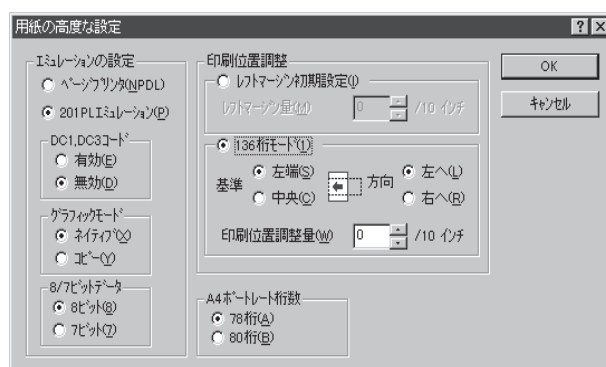 用紙の高度な設定
エミュレーションの設定
ページプリンタ(NPDL)
201PLエミュレーション(P)
DC1,DC3コード
有効(E)
無効(D)
グラフィックモード
ネイティブ(X)
コピー(Y)
8/7ビットデータ
8ビット(8)
7ビット(7)
印刷位置調整
レフトマージン初期設定(I)
レフトマージン量(M) 0 /10 インチ
136桁モード(1)
基準 左端(S) 中央(C) 方向 左へ(L) 右へ(R)
印刷位置調整量(W) 0 /10 インチ
A4ポートレート桁数
78桁(A)
80桁(B)
OK
キャンセル